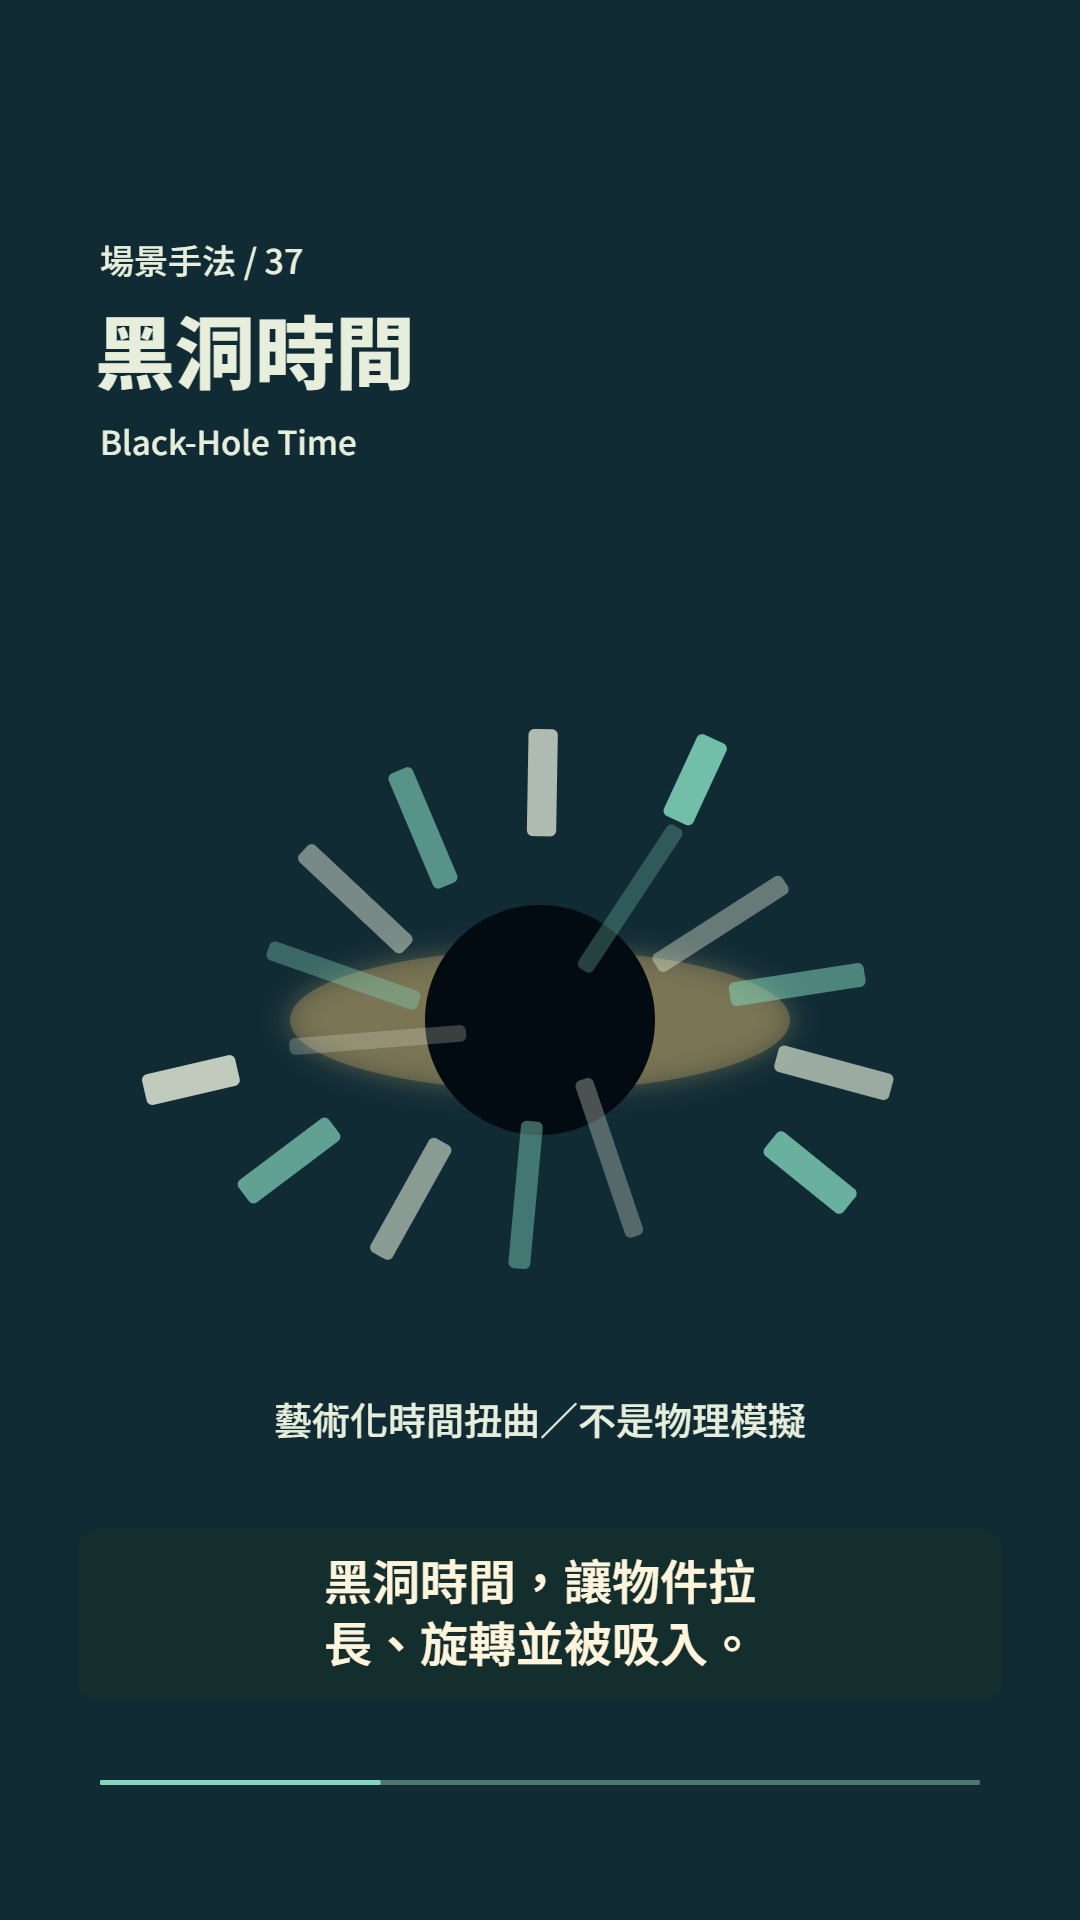 場景手法 / 37
黑洞時間
Black-Hole Time
藝術化時間扭曲／不是物理模擬
黑洞時間，讓物件拉
長、旋轉並被吸入。